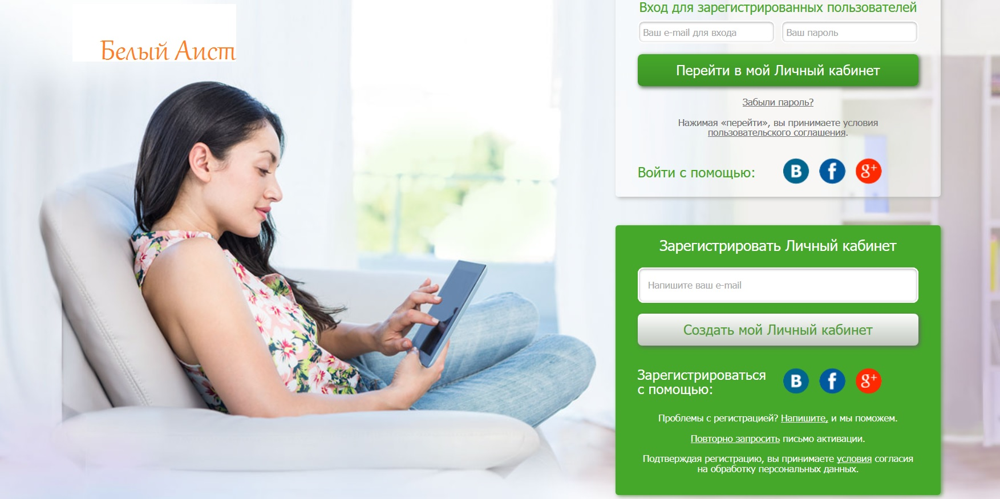 Белый Аист
Вход для зарегистрированных пользователей
Ваш e-mail для входа
Ваш пароль
Перейти в мой Личный кабинет
Забыли пароль?
Нажимая «перейти», вы принимаете условия
пользовательского соглашения.
Войти с помощью:
В f g+
Зарегистрировать Личный кабинет
Напишите ваш e-mail
Создать мой Личный кабинет
Зарегистрироваться
с помощью:
В f g+
Проблемы с регистрацией? Напишите, и мы поможем.
Повторно запросить письмо активации.
Подтверждая регистрацию, вы принимаете условия согласия
на обработку персональных данных.